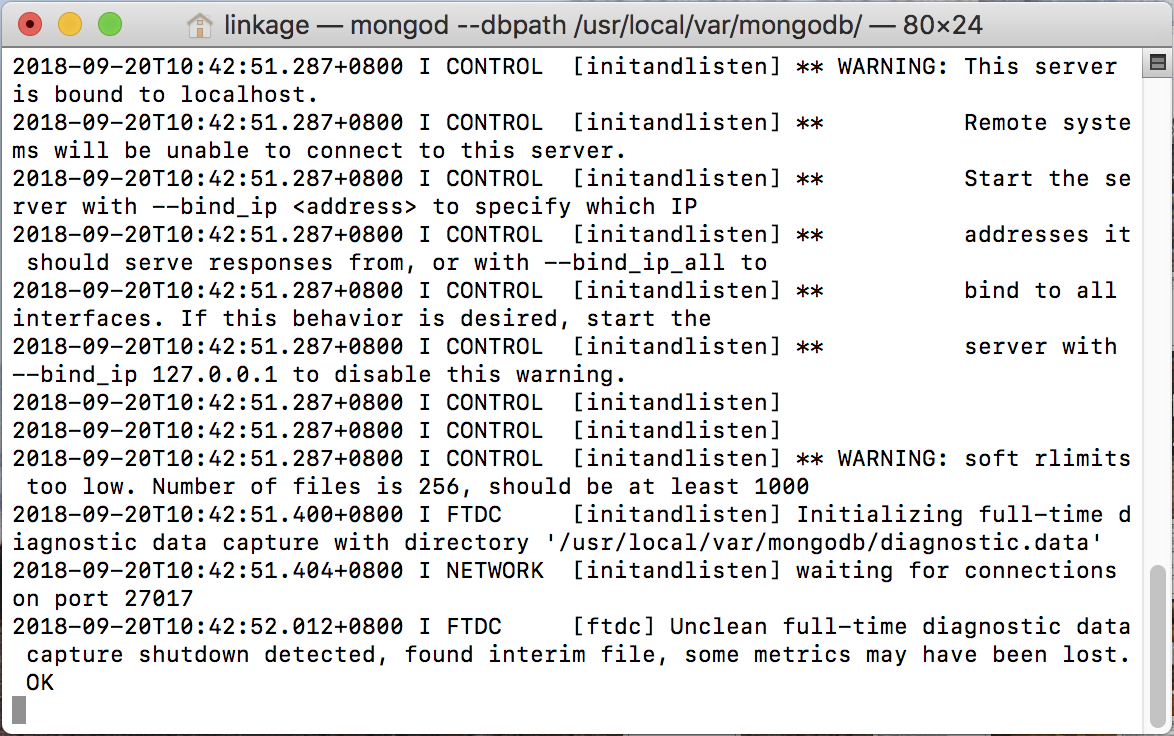 linkage — mongod --dbpath /usr/local/var/mongodb/ — 80×24
2018-09-20T10:42:51.287+0800 I CONTROL  [initandlisten] ** WARNING: This server
is bound to localhost.
2018-09-20T10:42:51.287+0800 I CONTROL  [initandlisten] **          Remote syste
ms will be unable to connect to this server.
2018-09-20T10:42:51.287+0800 I CONTROL  [initandlisten] **          Start the se
rver with --bind_ip <address> to specify which IP
2018-09-20T10:42:51.287+0800 I CONTROL  [initandlisten] **          addresses it
 should serve responses from, or with --bind_ip_all to
2018-09-20T10:42:51.287+0800 I CONTROL  [initandlisten] **          bind to all
interfaces. If this behavior is desired, start the
2018-09-20T10:42:51.287+0800 I CONTROL  [initandlisten] **          server with
--bind_ip 127.0.0.1 to disable this warning.
2018-09-20T10:42:51.287+0800 I CONTROL  [initandlisten]
2018-09-20T10:42:51.287+0800 I CONTROL  [initandlisten]
2018-09-20T10:42:51.287+0800 I CONTROL  [initandlisten] ** WARNING: soft rlimits
 too low. Number of files is 256, should be at least 1000
2018-09-20T10:42:51.400+0800 I FTDC     [initandlisten] Initializing full-time d
iagnostic data capture with directory '/usr/local/var/mongodb/diagnostic.data'
2018-09-20T10:42:51.404+0800 I NETWORK  [initandlisten] waiting for connections
on port 27017
2018-09-20T10:42:52.012+0800 I FTDC     [ftdc] Unclean full-time diagnostic data
 capture shutdown detected, found interim file, some metrics may have been lost.
 OK